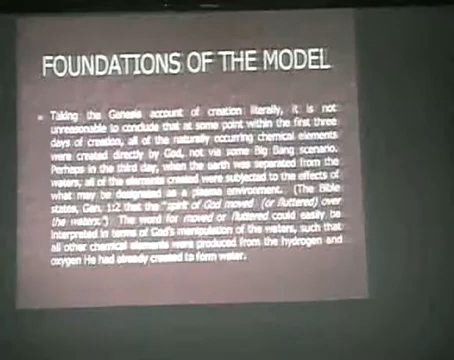 FOUNDATIONS OF THE MODEL
Taking the Genesis account of creation literally, it is not
unreasonable to conclude that at some point within the first three
days of creation, all of the naturally occurring chemical elements
were created directly by God, not via some Big Bang scenario.
Perhaps in the third day, when the earth was separated from the
waters, all of the elements created were subjected to the effects of
what may be designated as a plasma environment. (The Bible
states, Gen. 1:2 that the "spirit of God moved (or fluttered) over
the waters.") The word for moved or fluttered could easily be
interpreted in terms of God's manipulation of the waters, such that
all other chemical elements were produced from the hydrogen and
oxygen He had already created to form water.